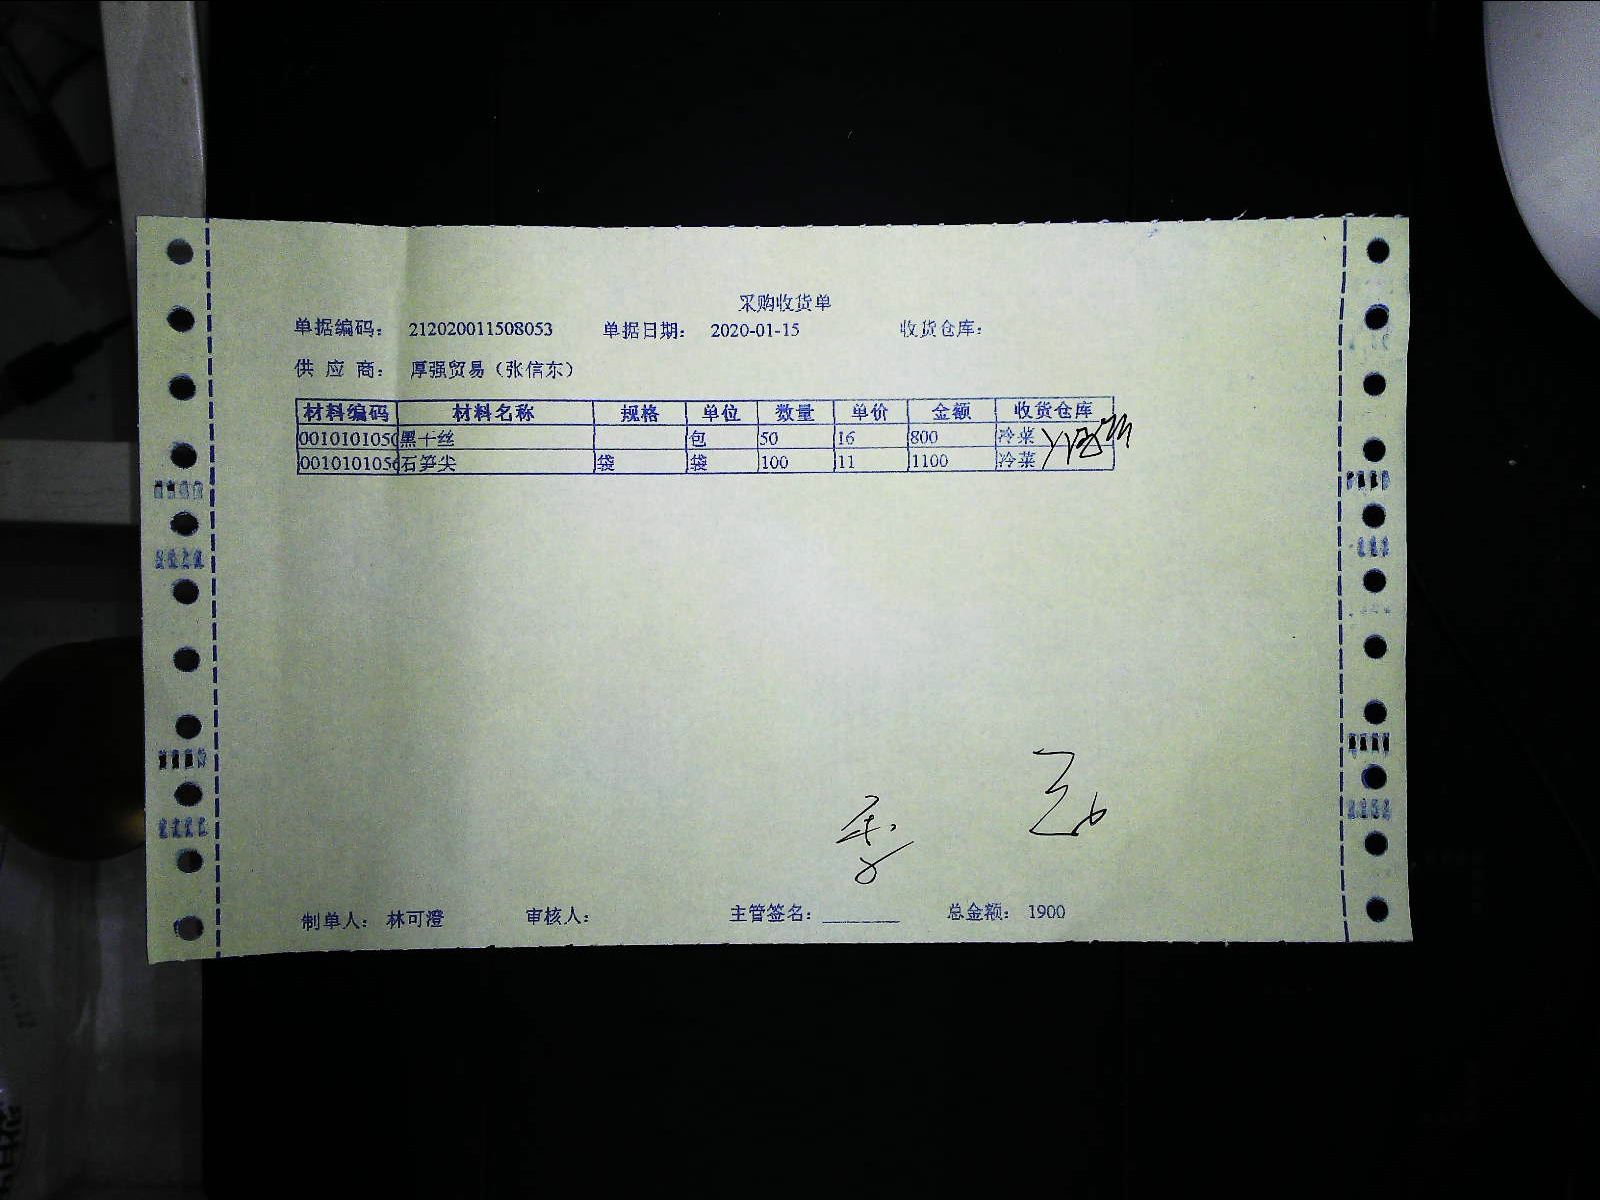 采购收货单
单据编码: 212020011508053 单据日期: 2020-01-15 收货仓库:
供 应 商: 厚强贸易（张信东）
材料编码 材料名称 规格 单位 数量 单价 金额 收货仓库
001010105 黑干丝 包 50 16 800 冷菜
001010105 石笋尖 袋 袋 100 11 1100 冷菜
制单人: 林可澄 审核人: 主管签名: 总金额: 1900